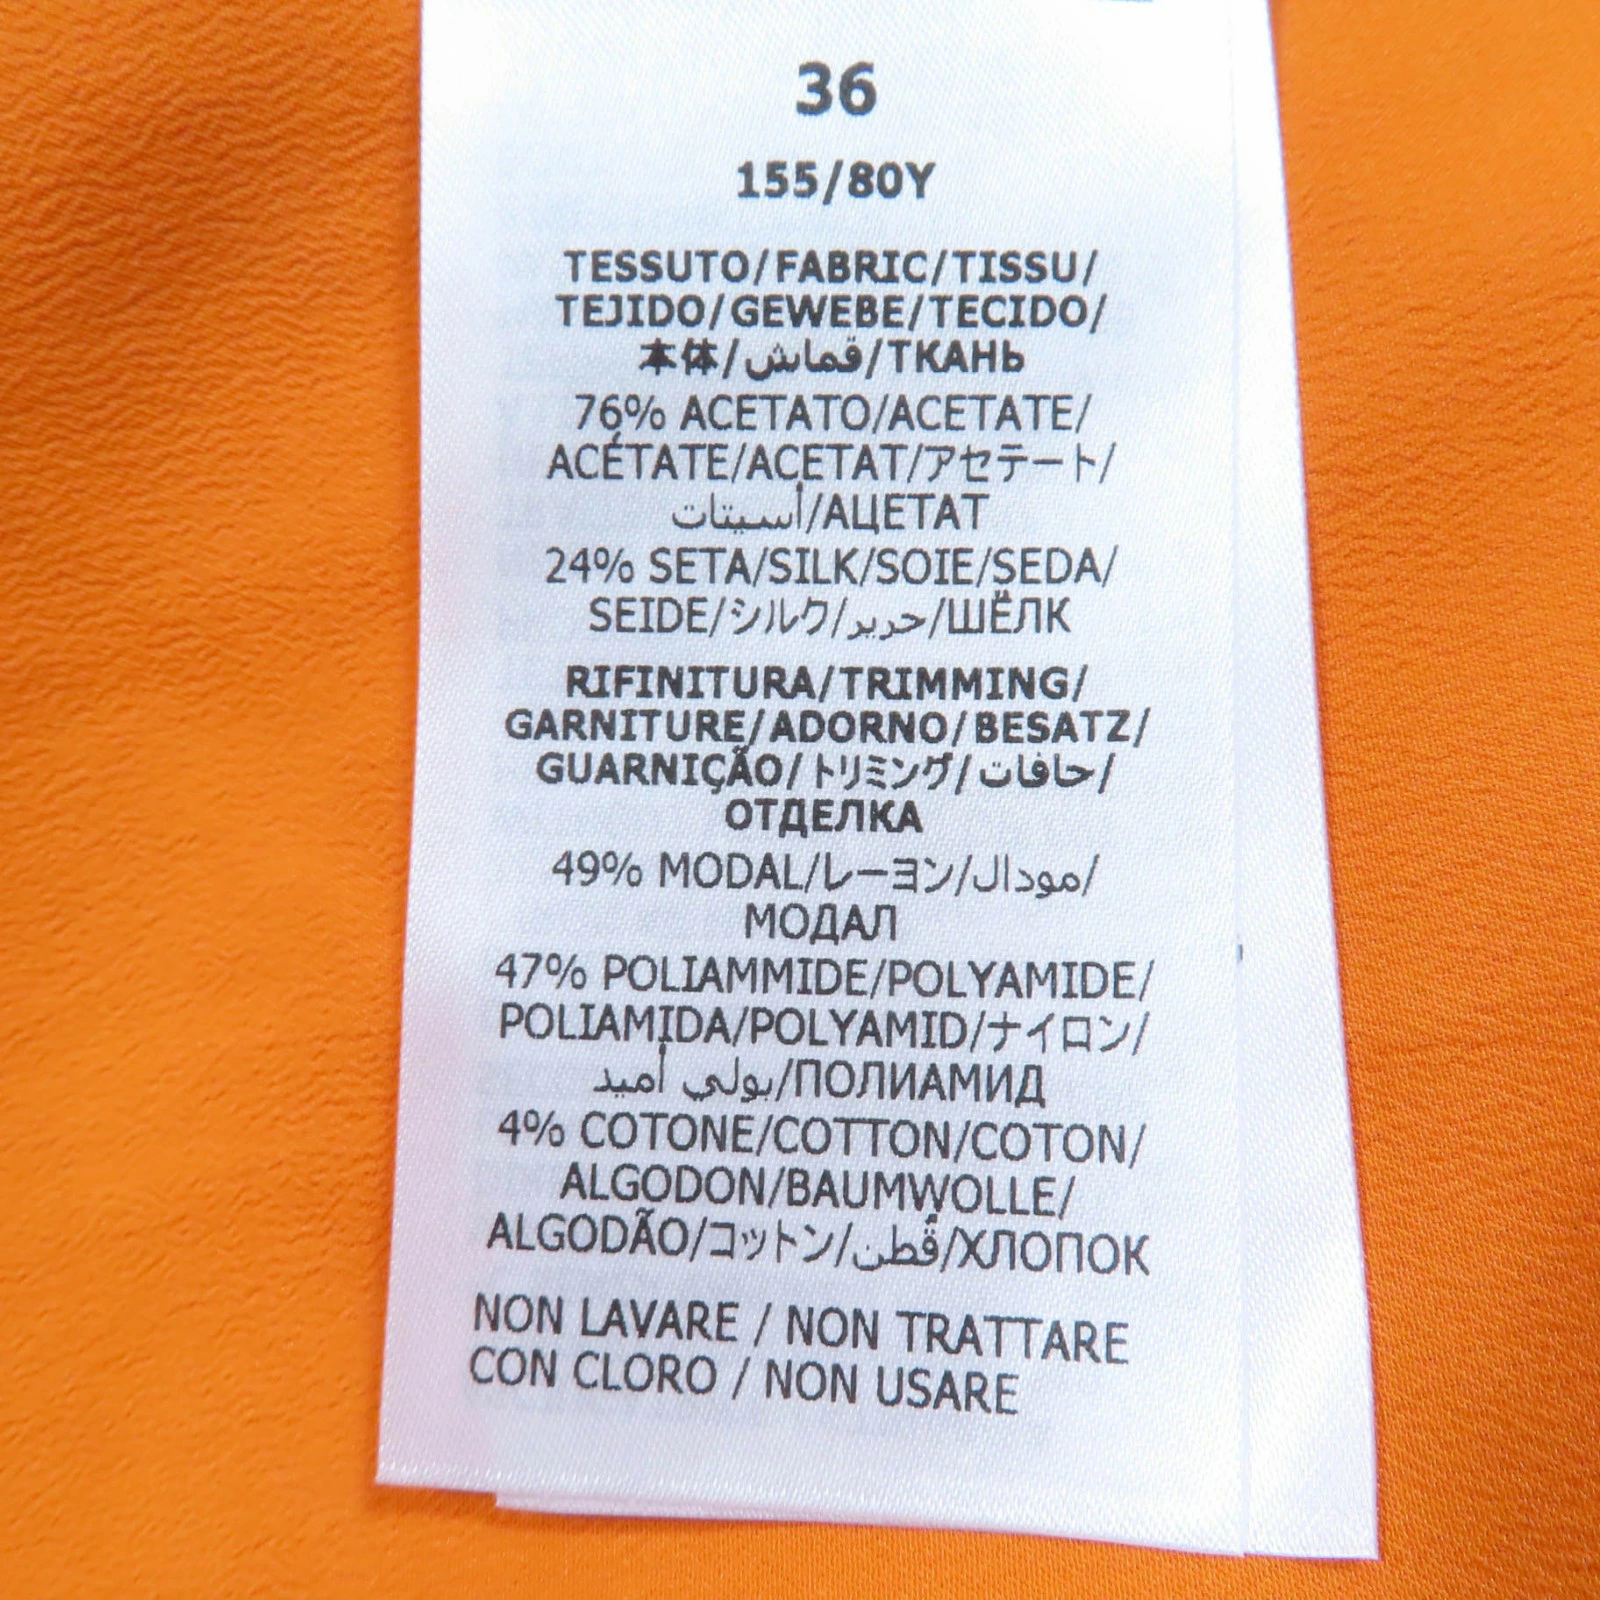 36
155/80Y
TESSUTO/FABRIC/TISSU/
TEJIDO/GEWEBE/TECIDO/
本体/قماش/ТКАНЬ
76% ACETATO/ACETATE/
ACÉTATE/ACETAT/アセテート/
أسيتات/АЦЕТАТ
24% SETA/SILK/SOIE/SEDA/
SEIDE/シルク/حرير/ШЁЛК
RIFINITURA/TRIMMING/
GARNITURE/ADORNO/BESATZ/
GUARNIÇÃO/トリミング/حافات/
ОТДЕЛКА
49% MODAL/レーヨン/مودال/
МОДАЛ
47% POLIAMMIDE/POLYAMIDE/
POLIAMIDA/POLYAMID/ナイロン/
بولي أميد/ПОЛИАМИД
4% COTONE/COTTON/COTON/
ALGODON/BAUMWOLLE/
ALGODÃO/コットン/قُطن/ХЛОПОК
NON LAVARE / NON TRATTARE
CON CLORO / NON USARE